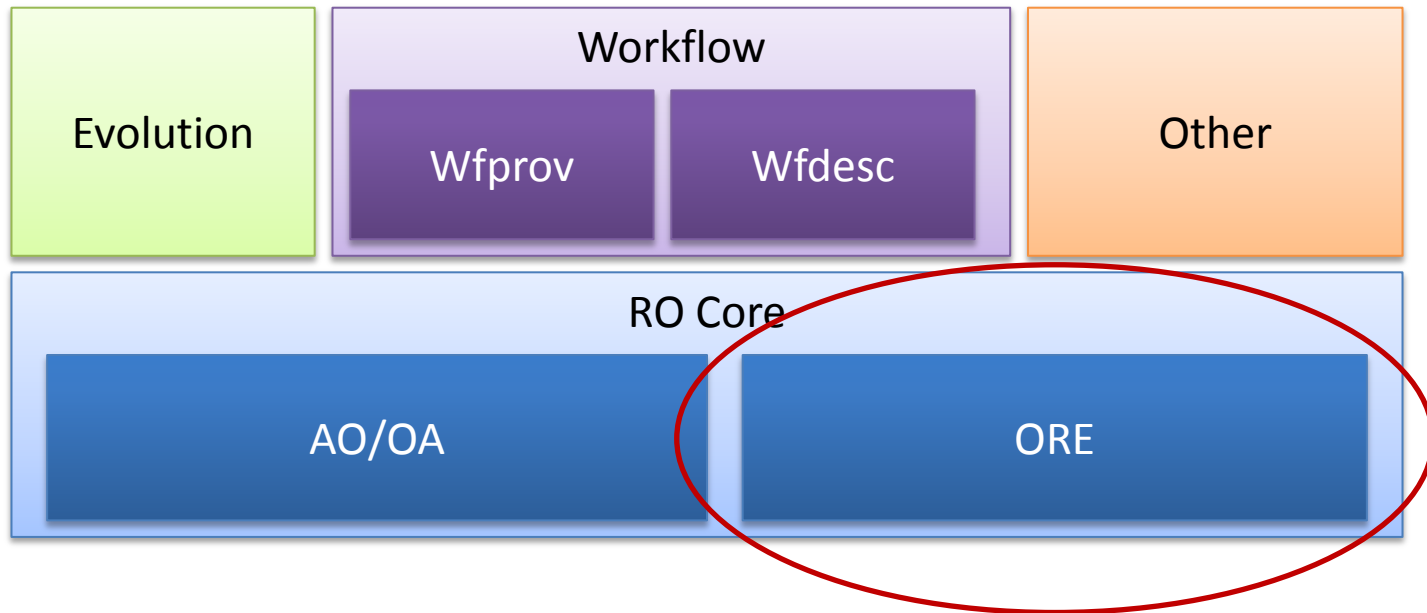 Workflow
Evolution
Wfprov
Wfdesc
Other
RO Core
AO/OA
ORE